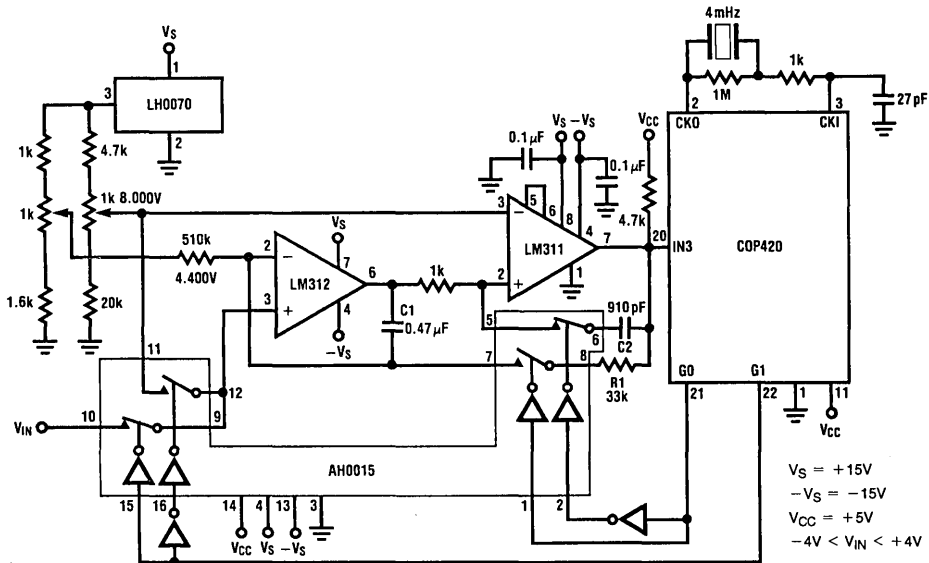 VS
1
3
LH0070
2
1k
4.7k
1k
1k 8.000V
1.6k
20k
510k
4.400V
2
3
LM312
VS
7
6
4
-VS
C1
0.47μF
1k
3
2
LM311
5
6
8
4
7
1
0.1μF
VS -VS
0.1μF
VCC
4.7k
20
IN3
COP420
4mHz
1M
1k
27pF
2
CKO
3
CKI
910pF
C2
5
6
7
8
R1
33k
G0
21
G1
22
1
11
VCC
11
12
VIN
10
9
AH0015
15
16
14
4
13
3
VCC
VS
-VS
1
2
VS = +15V
-VS = -15V
VCC = +5V
-4V < VIN < +4V